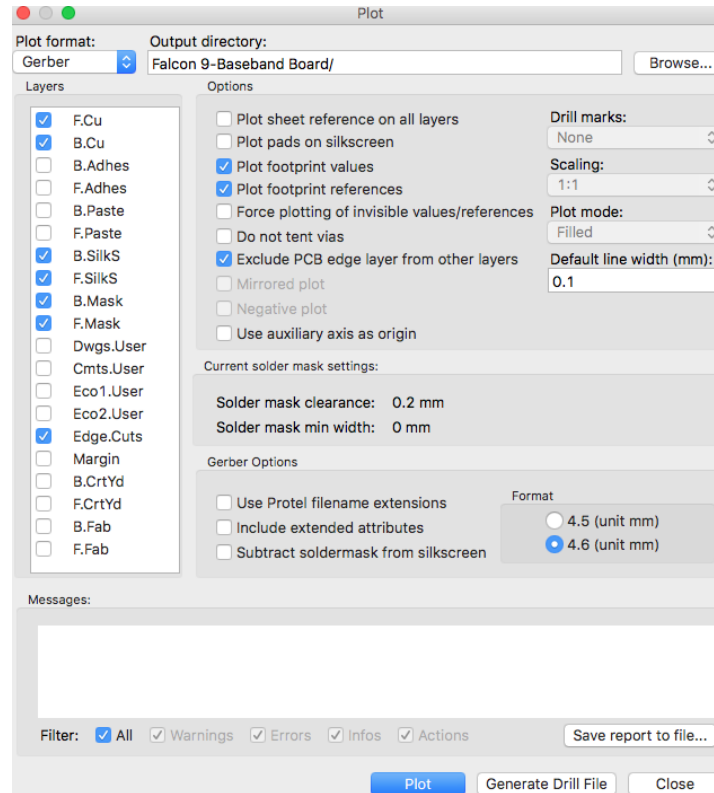 Plot
Plot format: Output directory:
Gerber Falcon 9-Baseband Board/ Browse...
Layers
F.Cu
B.Cu
B.Adhes
F.Adhes
B.Paste
F.Paste
B.SilkS
F.SilkS
B.Mask
F.Mask
Dwgs.User
Cmts.User
Eco1.User
Eco2.User
Edge.Cuts
Margin
B.CrtYd
F.CrtYd
B.Fab
F.Fab
Options
Plot sheet reference on all layers
Plot pads on silkscreen
Plot footprint values
Plot footprint references
Force plotting of invisible values/references
Do not tent vias
Exclude PCB edge layer from other layers
Mirrored plot
Negative plot
Use auxiliary axis as origin
Drill marks:
None
Scaling:
1:1
Plot mode:
Filled
Default line width (mm):
0.1
Current solder mask settings:
Solder mask clearance: 0.2 mm
Solder mask min width: 0 mm
Gerber Options
Use Protel filename extensions
Include extended attributes
Subtract soldermask from silkscreen
Format
4.5 (unit mm)
4.6 (unit mm)
Messages:
Filter: All Warnings Errors Infos Actions Save report to file...
Plot Generate Drill File Close